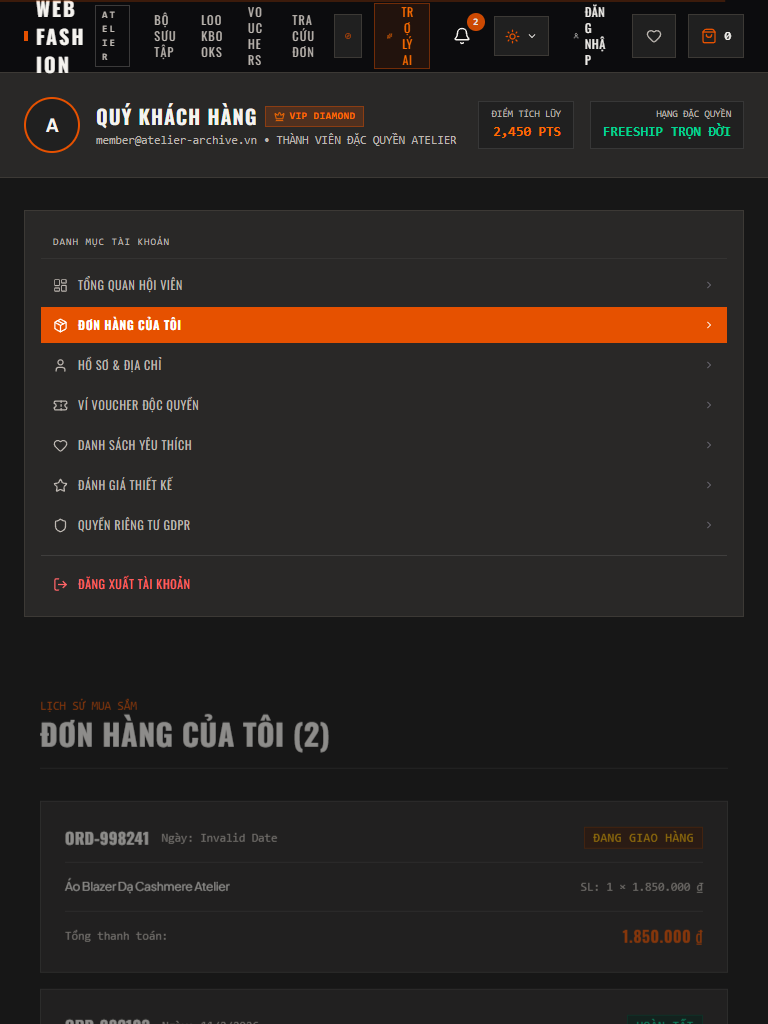 WEB
FASH
ION
AT
EL
IE
R
BỘ
SƯU
TẬP
LOO
KBO
OKS
VO
UC
HE
RS
TRA
CỨU
ĐƠN
TR
Ợ
LÝ
AI
2
ĐĂN
G
NHẬ
P
0
A
QUÝ KHÁCH HÀNG
VIP DIAMOND
member@atelier-archive.vn • THÀNH VIÊN ĐẶC QUYỀN ATELIER
ĐIỂM TÍCH LŨY
2,450 PTS
HẠNG ĐẶC QUYỀN
FREESHIP TRỌN ĐỜI
DANH MỤC TÀI KHOẢN
TỔNG QUAN HỘI VIÊN
ĐƠN HÀNG CỦA TÔI
HỒ SƠ & ĐỊA CHỈ
VÍ VOUCHER ĐỘC QUYỀN
DANH SÁCH YÊU THÍCH
ĐÁNH GIÁ THIẾT KẾ
QUYỀN RIÊNG TƯ GDPR
ĐĂNG XUẤT TÀI KHOẢN
LỊCH SỬ MUA SẮM
ĐƠN HÀNG CỦA TÔI (2)
ORD-998241
Ngày: Invalid Date
ĐANG GIAO HÀNG
Áo Blazer Dạ Cashmere Atelier
SL: 1 × 1.850.000 ₫
Tổng thanh toán:
1.850.000 ₫